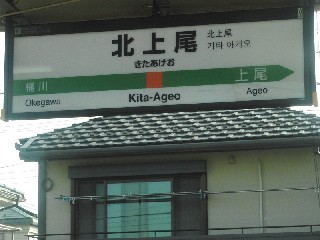 北上尾
北上尾
기타 아게오
きたあげお
桶川
上尾
Okegawa
Kita-Ageo
Ageo